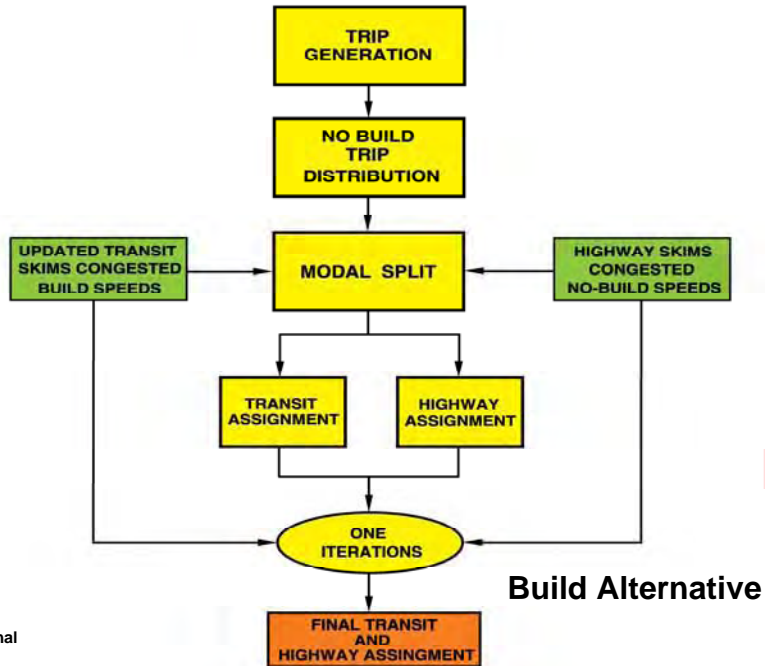 TRIP
GENERATION
NO BUILD
TRIP
DISTRIBUTION
UPDATED TRANSIT
SKIMS CONGESTED
BUILD SPEEDS
MODAL SPLIT
HIGHWAY SKIMS
CONGESTED
NO-BUILD SPEEDS
TRANSIT
ASSIGNMENT
HIGHWAY
ASSIGNMENT
ONE
ITERATIONS
Build Alternative
FINAL TRANSIT
AND
HIGHWAY ASSINGMENT
nal